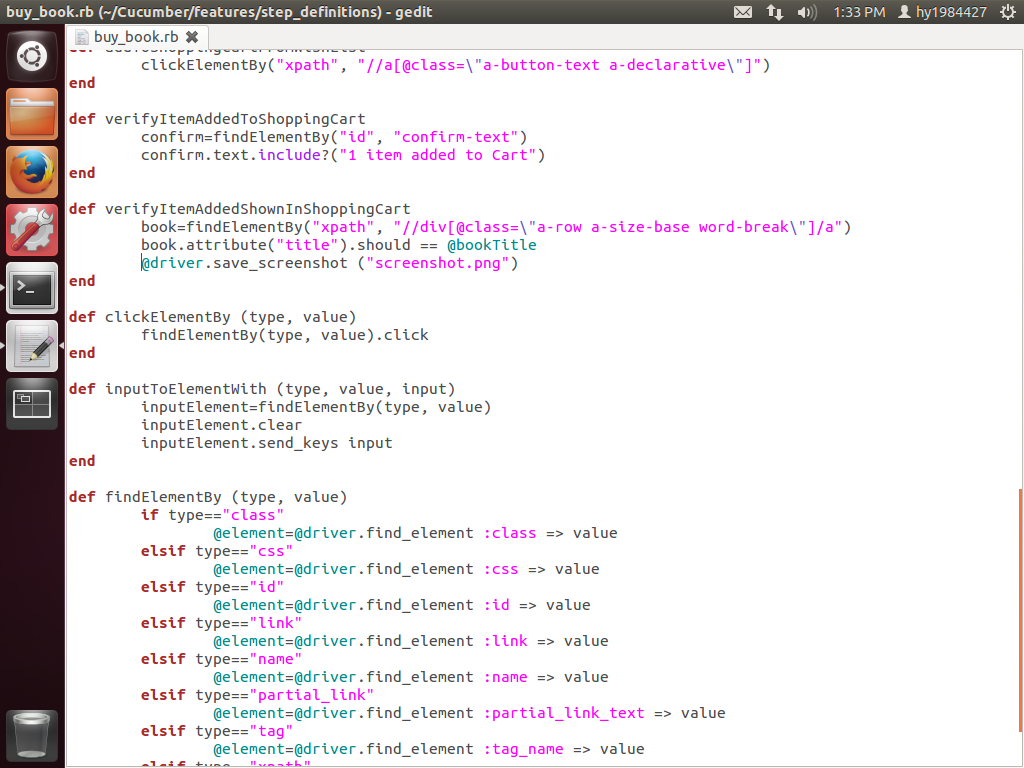 buy_book.rb (~/Cucumber/features/step_definitions) - gedit
1:33 PM hy1984427
buy_book.rb
def addToShoppingCartFromWishList
clickElementBy("xpath", "//a[@class=\"a-button-text a-declarative\"]")
end
def verifyItemAddedToShoppingCart
confirm=findElementBy("id", "confirm-text")
confirm.text.include?("1 item added to Cart")
end
def verifyItemAddedShownInShoppingCart
book=findElementBy("xpath", "//div[@class=\"a-row a-size-base word-break\"]/a")
book.attribute("title").should == @bookTitle
@driver.save_screenshot ("screenshot.png")
end
def clickElementBy (type, value)
findElementBy(type, value).click
end
def inputToElementWith (type, value, input)
inputElement=findElementBy(type, value)
inputElement.clear
inputElement.send_keys input
end
def findElementBy (type, value)
if type=="class"
@element=@driver.find_element :class => value
elsif type=="css"
@element=@driver.find_element :css => value
elsif type=="id"
@element=@driver.find_element :id => value
elsif type=="link"
@element=@driver.find_element :link => value
elsif type=="name"
@element=@driver.find_element :name => value
elsif type=="partial_link"
@element=@driver.find_element :partial_link_text => value
elsif type=="tag"
@element=@driver.find_element :tag_name => value
elsif type=="xpath"